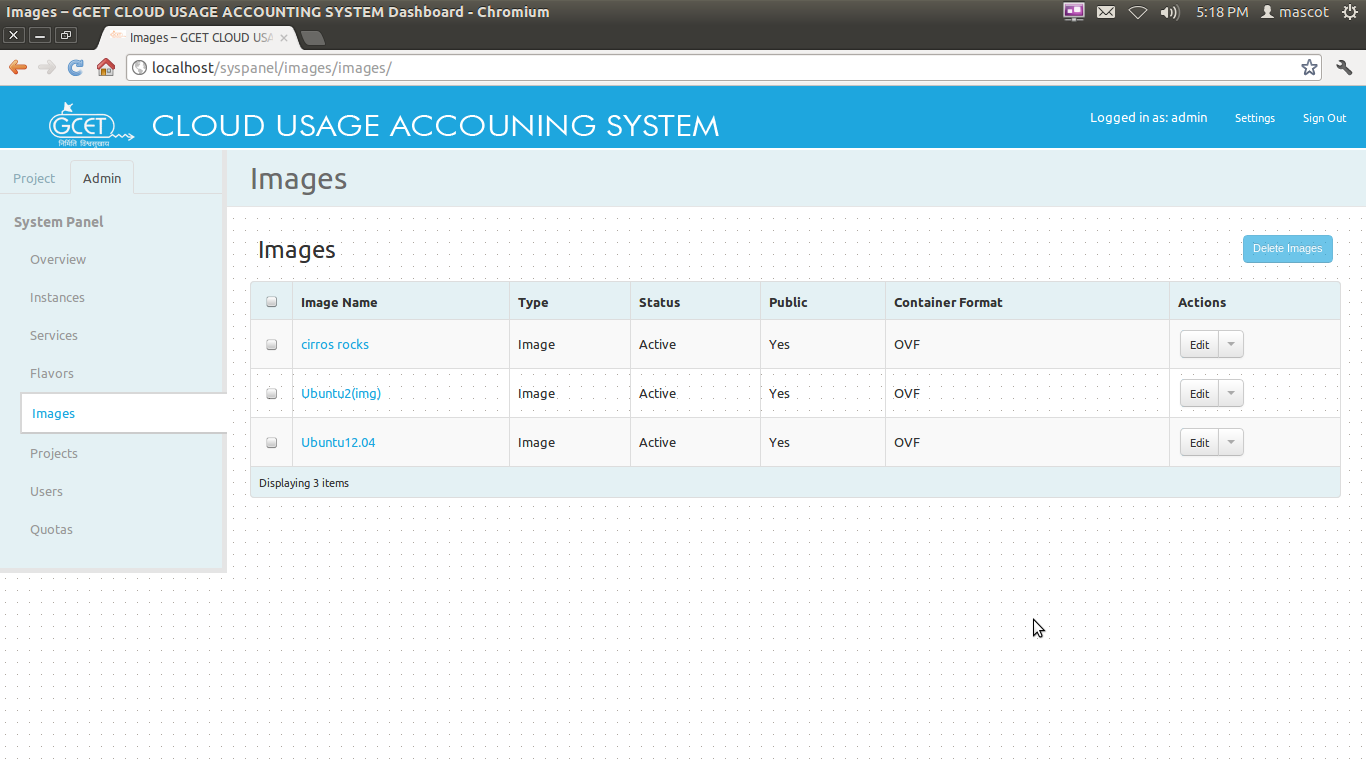 Images – GCET CLOUD USAGE ACCOUNTING SYSTEM Dashboard - Chromium
5:18 PM mascot
Images – GCET CLOUD USA
localhost/syspanel/images/images/
GCET
निर्मिति विश्वसुखाय
CLOUD USAGE ACCOUNING SYSTEM
Logged in as: admin Settings Sign Out
Project Admin
Images
System Panel
Overview
Instances
Services
Flavors
Images
Projects
Users
Quotas
Images
Delete Images
Image Name Type Status Public Container Format Actions
cirros rocks Image Active Yes OVF Edit
Ubuntu2(img) Image Active Yes OVF Edit
Ubuntu12.04 Image Active Yes OVF Edit
Displaying 3 items